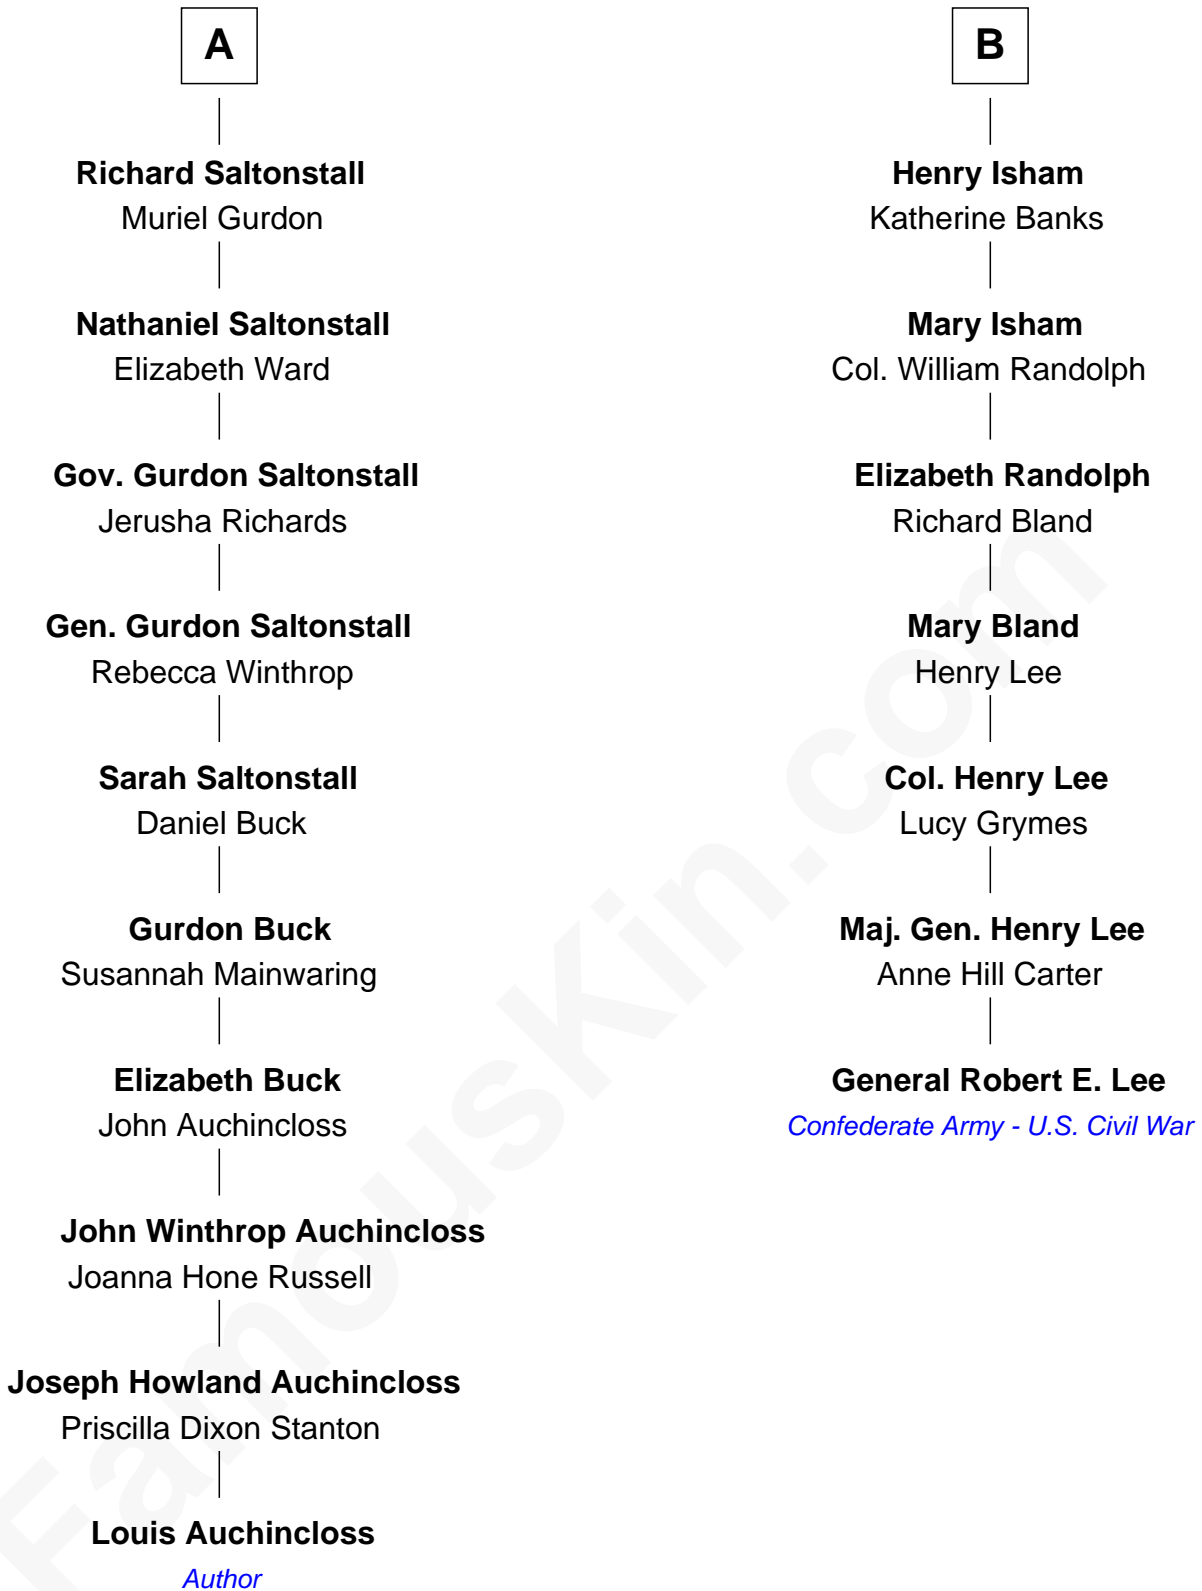 A
Richard Saltonstall
Muriel Gurdon
Nathaniel Saltonstall
Elizabeth Ward
Gov. Gurdon Saltonstall
Jerusha Richards
Gen. Gurdon Saltonstall
Rebecca Winthrop
Sarah Saltonstall
Daniel Buck
Gurdon Buck
Susannah Mainwaring
Elizabeth Buck
John Auchincloss
John Winthrop Auchincloss
Joanna Hone Russell
Joseph Howland Auchincloss
Priscilla Dixon Stanton
Louis Auchincloss
Author
B
Henry Isham
Katherine Banks
Mary Isham
Col. William Randolph
Elizabeth Randolph
Richard Bland
Mary Bland
Henry Lee
Col. Henry Lee
Lucy Grymes
Maj. Gen. Henry Lee
Anne Hill Carter
General Robert E. Lee
Confederate Army - U.S. Civil War
FamousKin.com